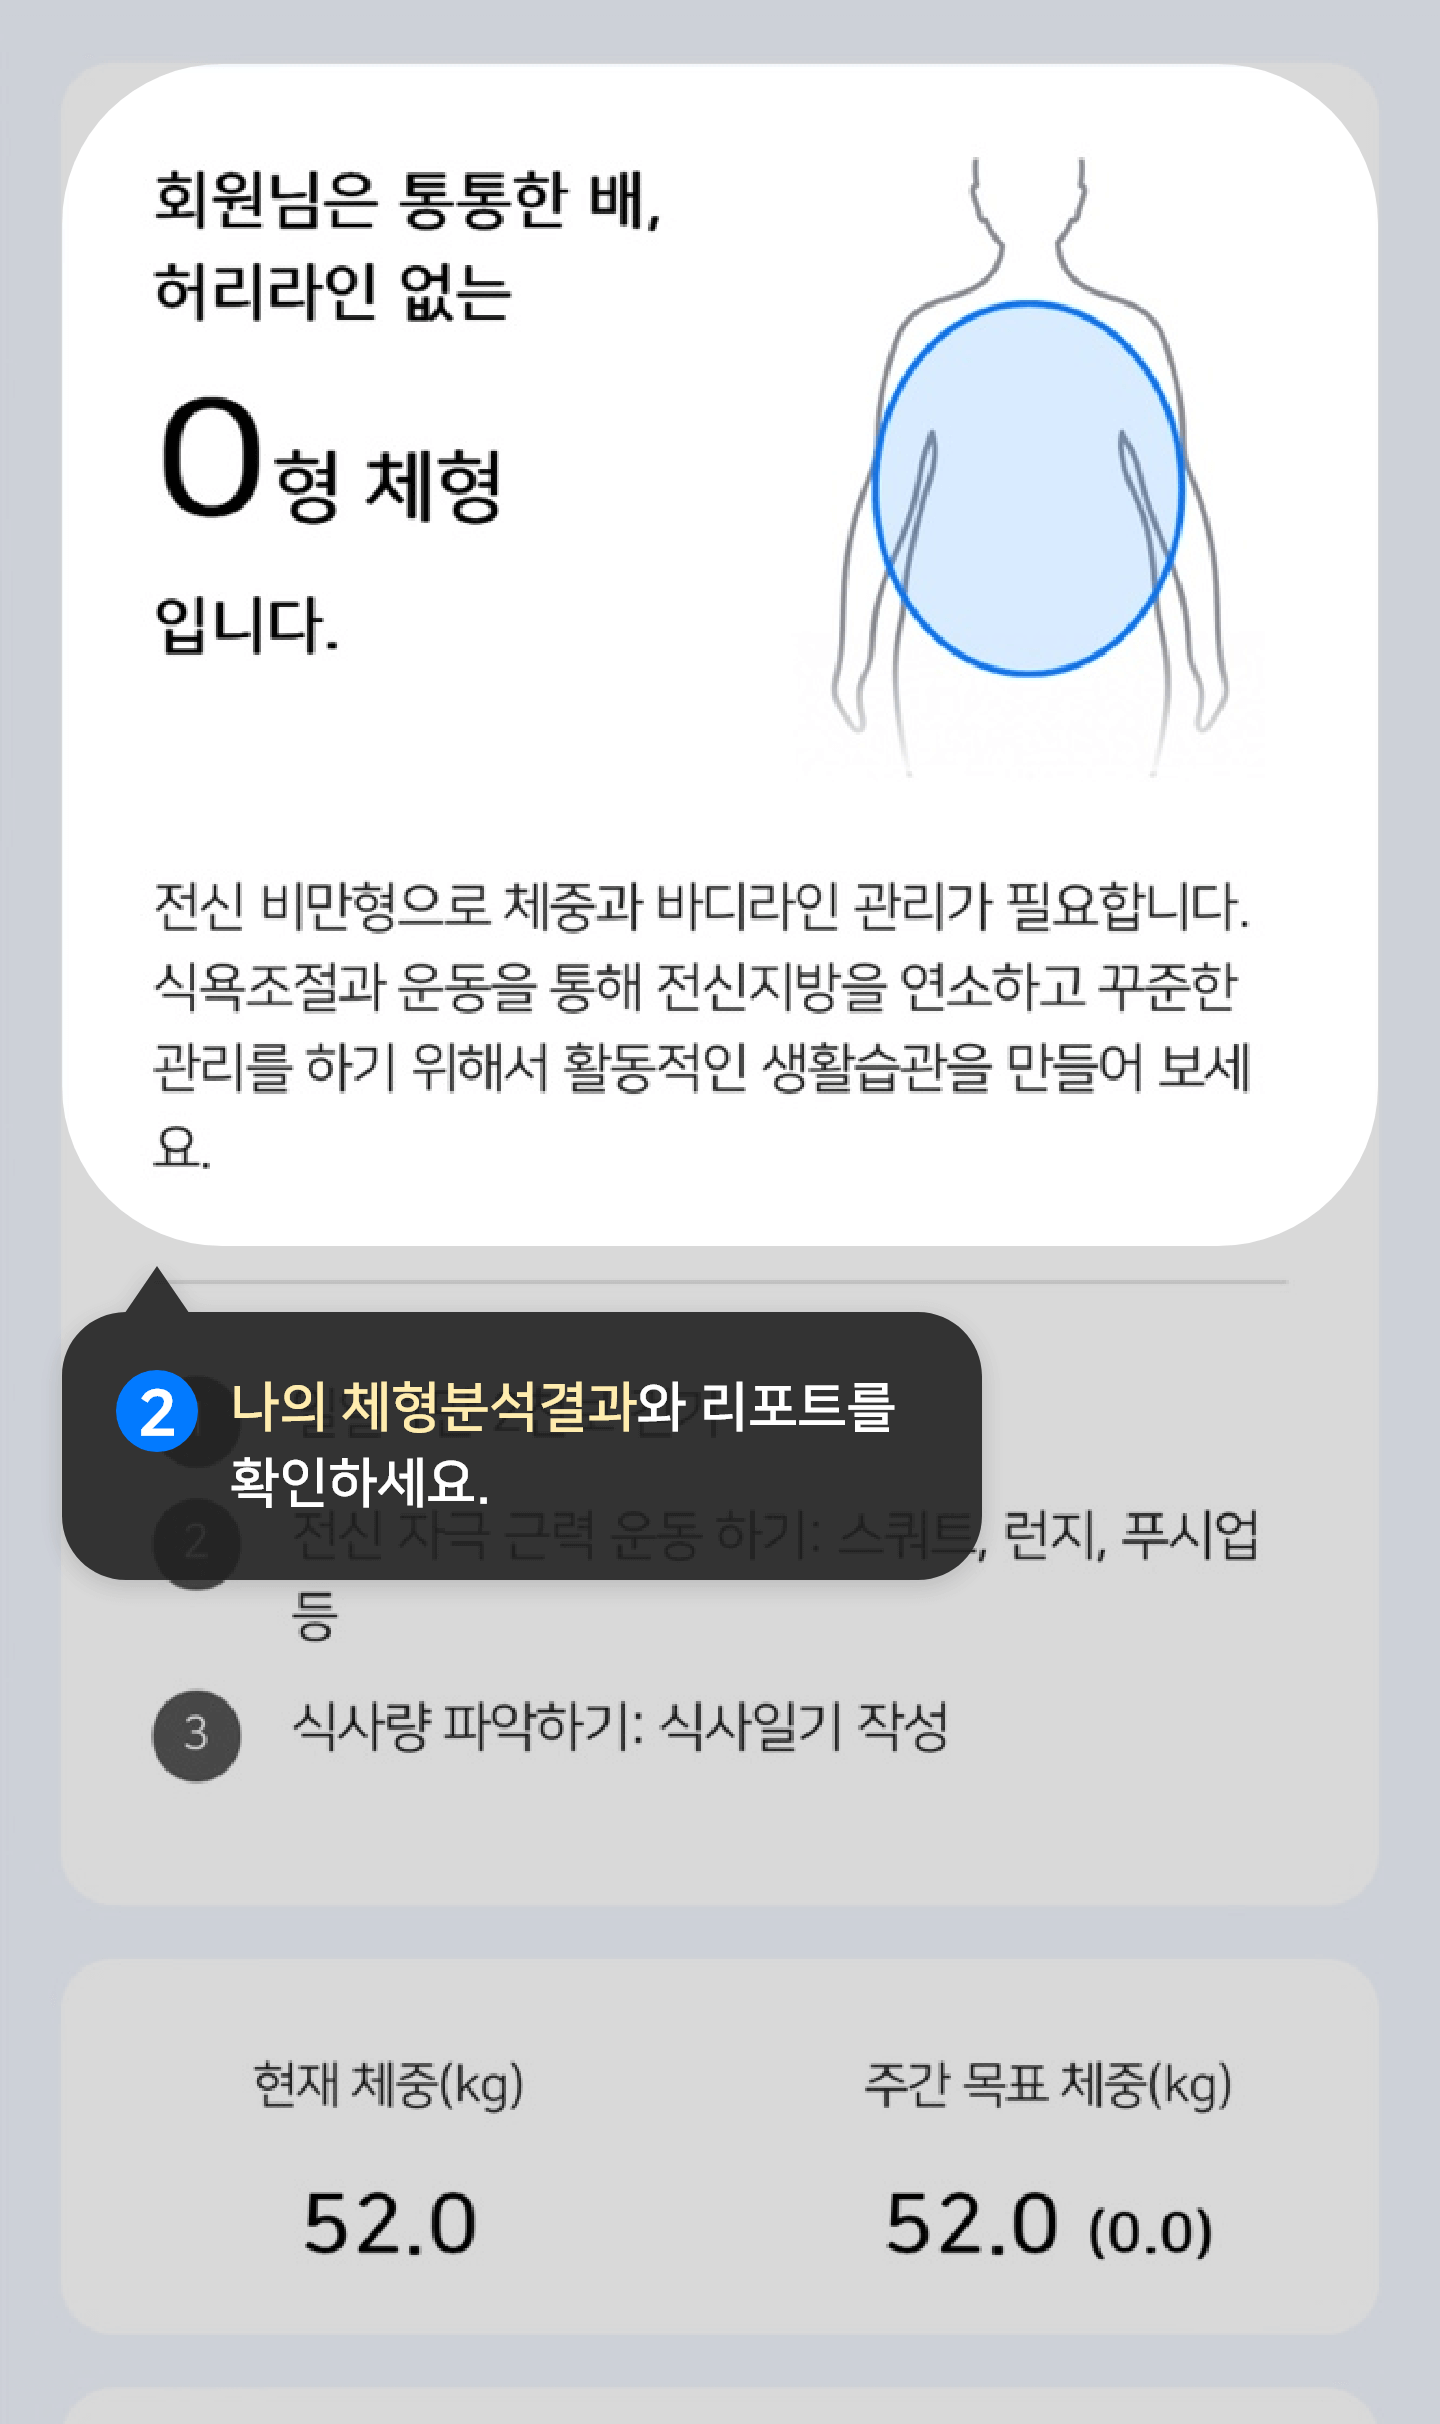 회원님은 통통한 배,
허리라인 없는
O형 체형
입니다.
전신 비만형으로 체중과 바디라인 관리가 필요합니다.
식욕조절과 운동을 통해 전신지방을 연소하고 꾸준한
관리를 하기 위해서 활동적인 생활습관을 만들어 보세
요.
2 나의 체형분석결과와 리포트를
확인하세요.
2 전신 자극 근력 운동 하기: 스쿼트, 런지, 푸시업
등
3 식사량 파악하기: 식사일기 작성
현재 체중(kg)
52.0
주간 목표 체중(kg)
52.0 (0.0)